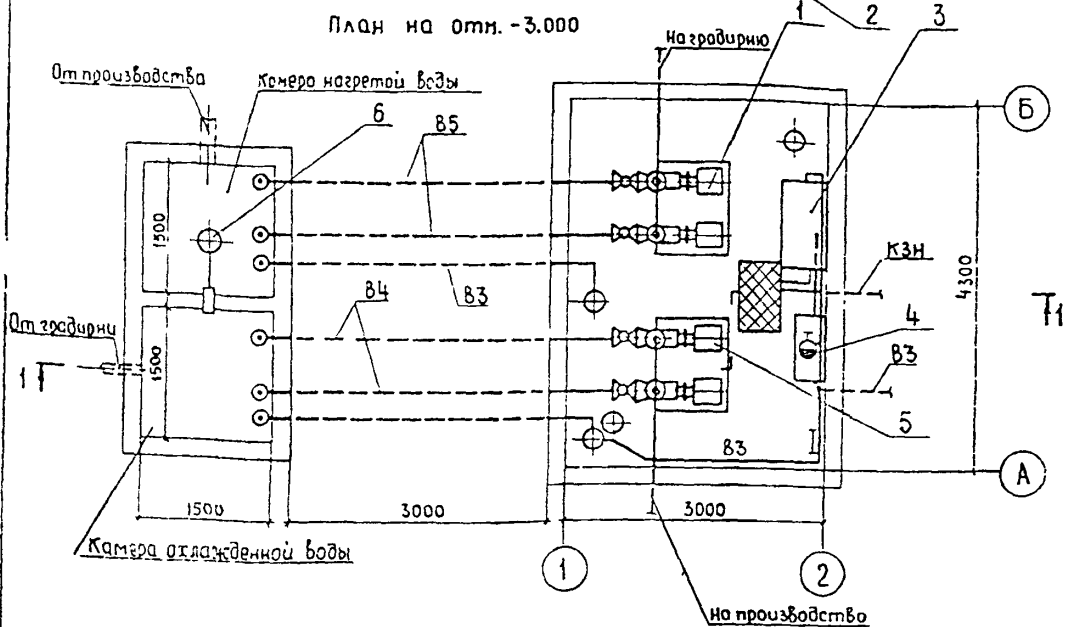 План на отм. -3.000
1
2
3
На градирню
От производства
Камера нагретой воды
6
В5
Б
1500
В3
КЗН
4300
В4
От градирни
1
1500
4
В3
1
5
В3
А
1500
3000
3000
Камера охлажденной воды
1
2
На производство